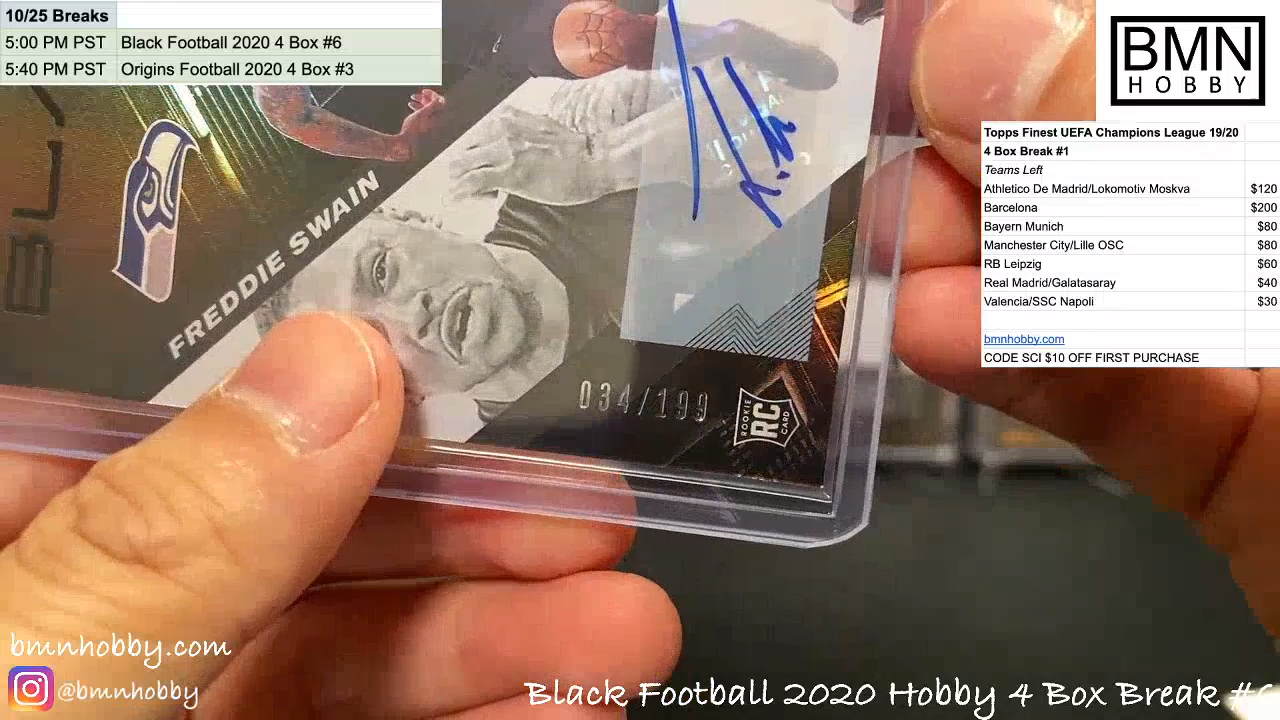 10/25 Breaks
5:00 PM PST Black Football 2020 4 Box #6
5:40 PM PST Origins Football 2020 4 Box #3
BMN
HOBBY
Topps Finest UEFA Champions League 19/20
4 Box Break #1
Teams Left
Athletico De Madrid/Lokomotiv Moskva $120
Barcelona $200
Bayern Munich $80
Manchester City/Lille OSC $80
RB Leipzig $60
Real Madrid/Galatasaray $40
Valencia/SSC Napoli $30
bmnhobby.com
CODE SCI $10 OFF FIRST PURCHASE
FREDDIE SWAIN
034/199
ROOKIE
RC
CARD
bmnhobby.com
@bmnhobby
Black Football 2020 Hobby 4 Box Break #6